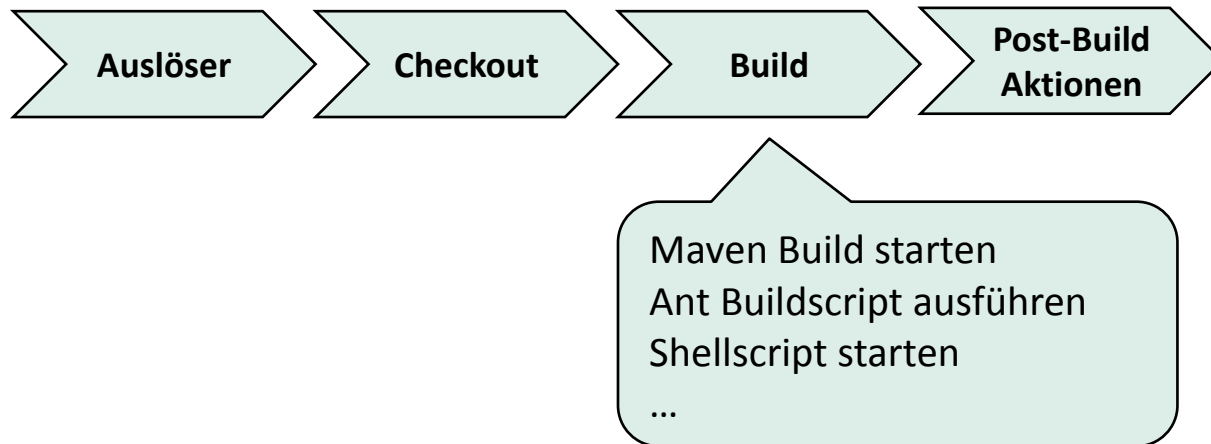 Auslöser
Checkout
Build
Post-Build
Aktionen
Maven Build starten
Ant Buildscript ausführen
Shellscript starten
...